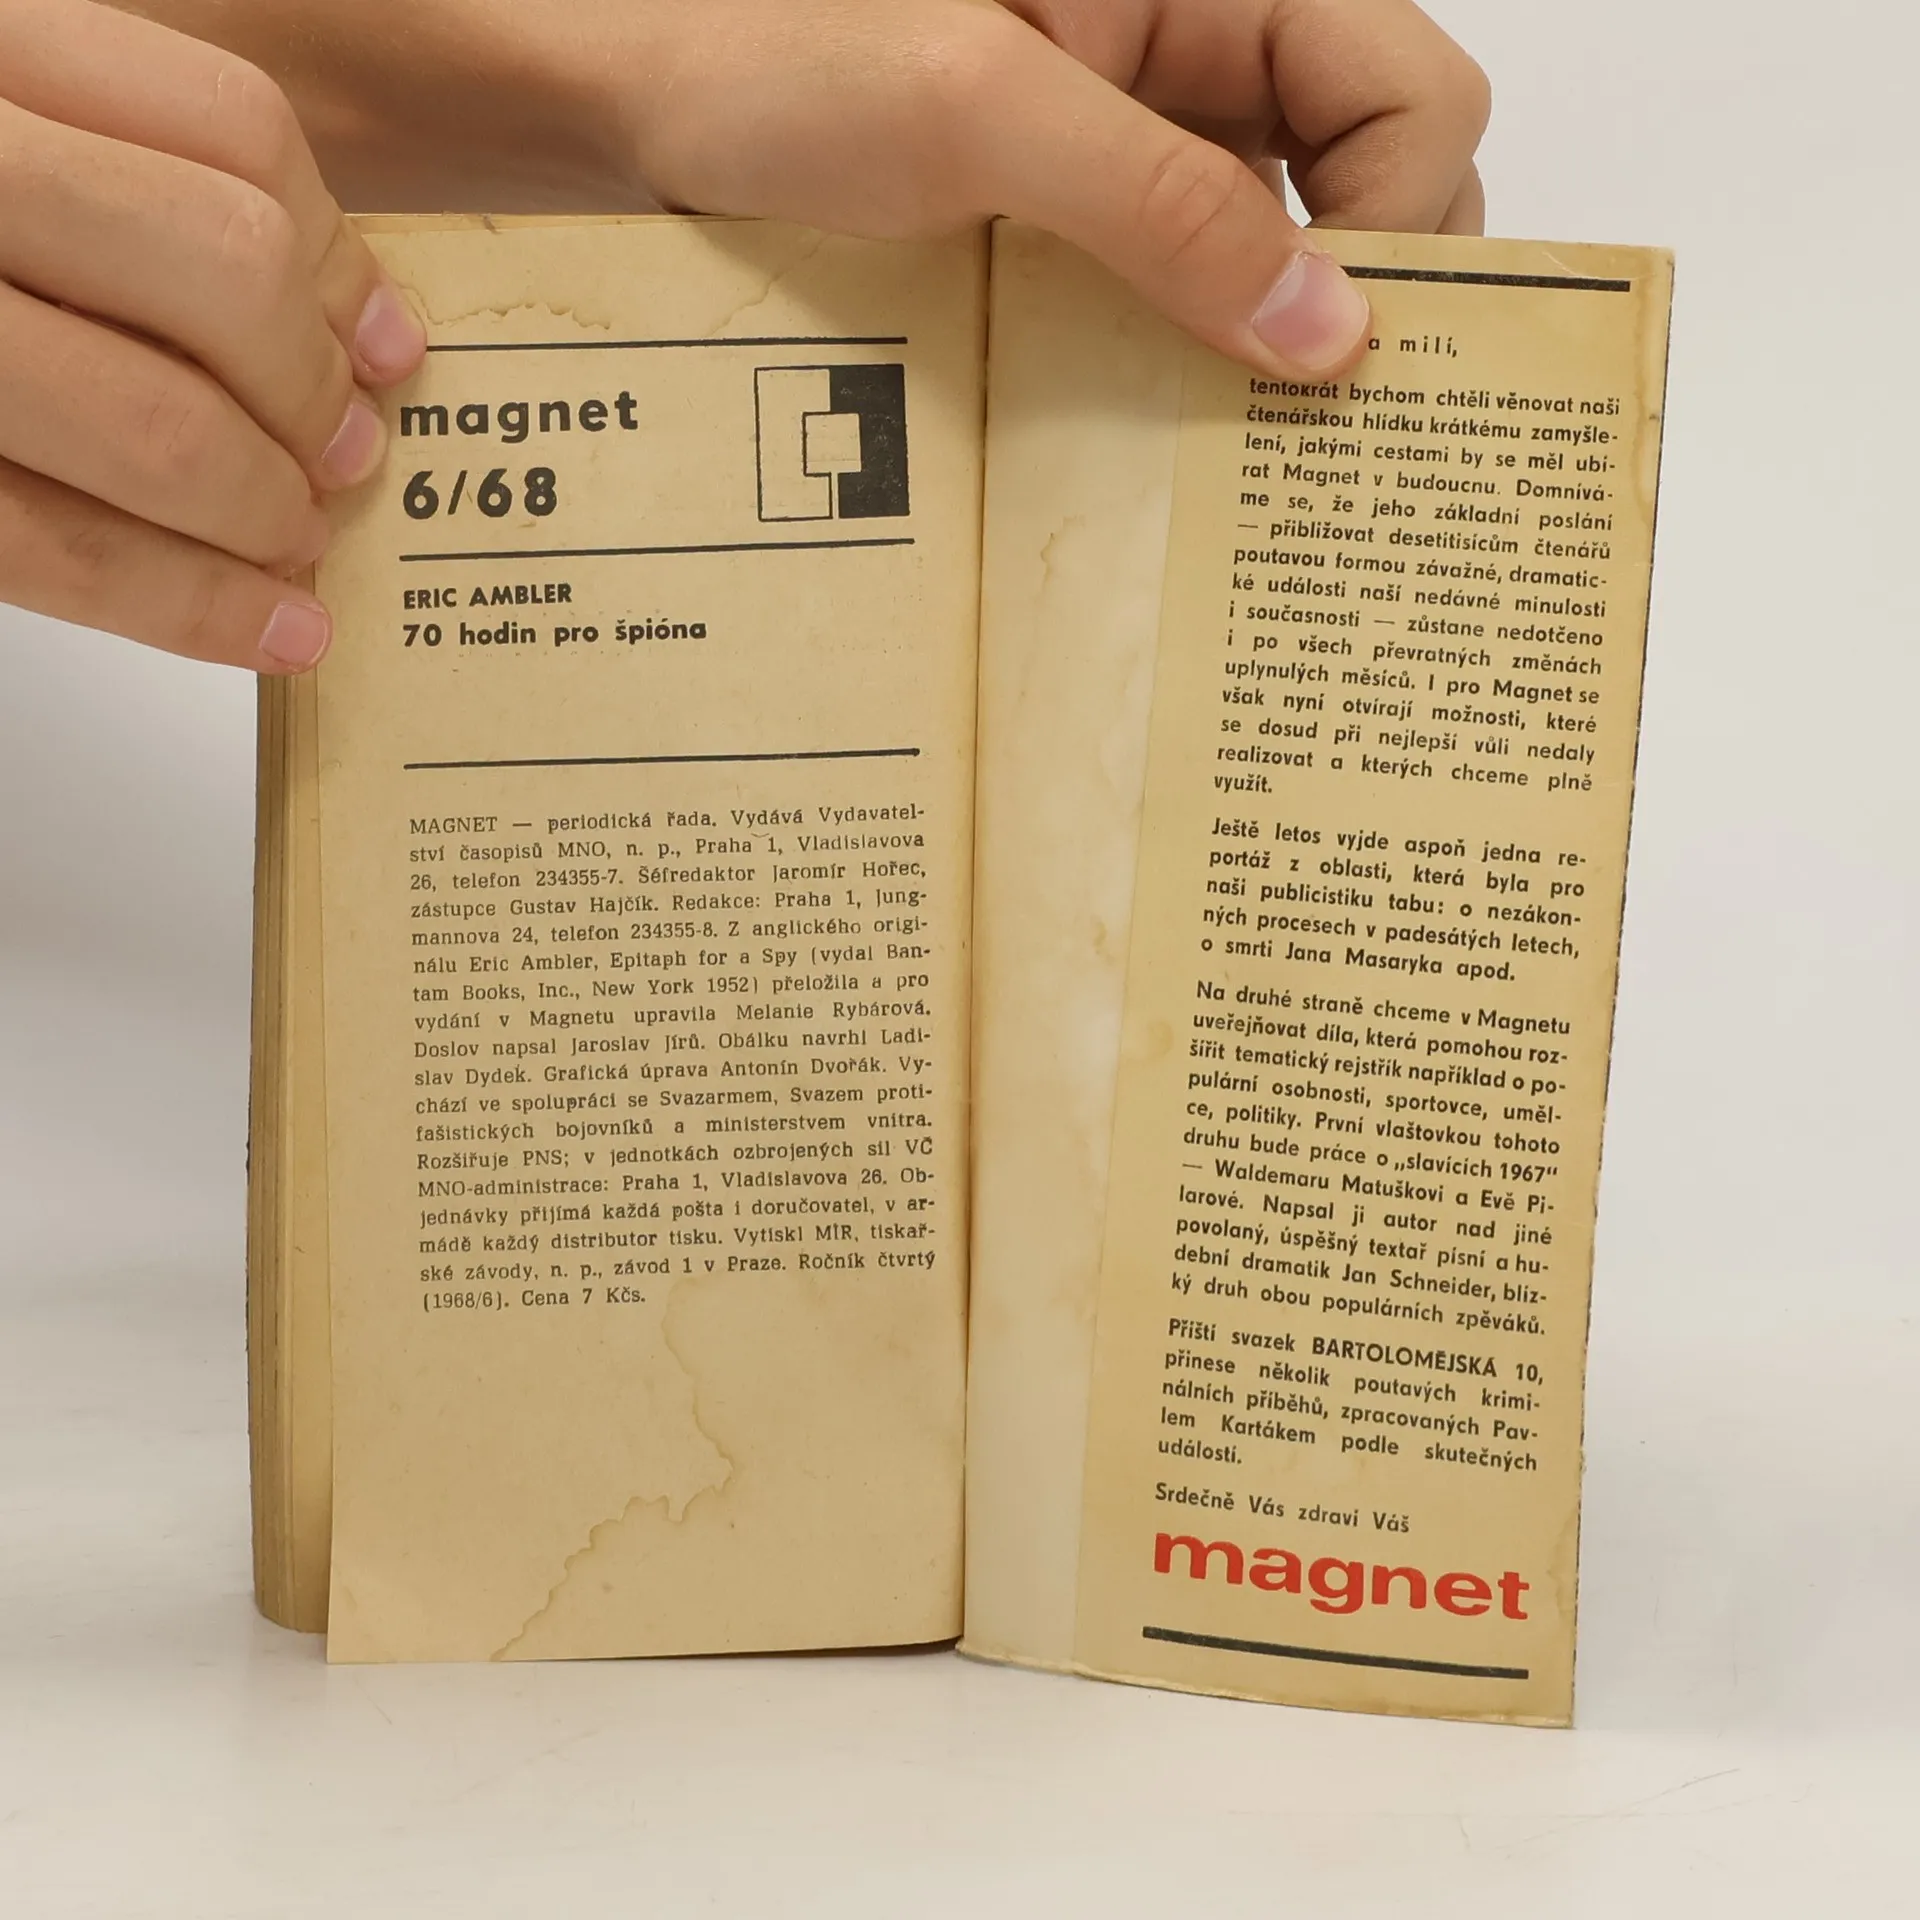 magnet
6/68
ERIC AMBLER
70 hodin pro špióna
MAGNET — periodická řada. Vydává Vydavatel-
ství časopisů MNO, n. p., Praha 1, Vladislavova
26, telefon 234355-7. Šéfredaktor Jaromír Hořec,
zástupce Gustav Hajčík. Redakce: Praha 1, Jung-
mannova 24, telefon 234355-8. Z anglického origi-
nálu Eric Ambler, Epitaph for a Spy (vydal Ban-
tam Books, Inc., New York 1952) přeložila a pro
vydání v Magnetu upravila Melanie Rybárová.
Doslov napsal Jaroslav Jírů. Obálku navrhl Ladi-
slav Dydek. Grafická úprava Antonín Dvořák. Vy-
chází ve spolupráci se Svazarmem, Svazem proti-
fašistických bojovníků a ministerstvem vnitra.
Rozšiřuje PNS; v jednotkách ozbrojených sil VČ
MNO-administrace: Praha 1, Vladislavova 26. Ob-
jednávky přijímá každá pošta i doručovatel, v ar-
mádě každý distributor tisku. Vytiskl MÍR, tiskař-
ské závody, n. p., závod 1 v Praze. Ročník čtvrtý
(1968/6). Cena 7 Kčs.
a milí,
tentokrát bychom chtěli věnovat naši
čtenářskou hlídku krátkému zamyšle-
lení, jakými cestami by se měl ubí-
rat Magnet v budoucnu. Domnívá-
me se, že jeho základní poslání
— přibližovat desetitisícům čtenářů
poutavou formou závažné, dramatic-
ké události naší nedávné minulosti
i současnosti — zůstane nedotčeno
i po všech převratných změnách
uplynulých měsíců. I pro Magnet se
však nyní otvírají možnosti, které
se dosud při nejlepší vůli nedaly
realizovat a kterých chceme plně
využít.
Ještě letos vyjde aspoň jedna re-
portáž z oblasti, která byla pro
naši publicistiku tabu: o nezákon-
ných procesech v padesátých letech,
o smrti Jana Masaryka apod.
Na druhé straně chceme v Magnetu
uveřejňovat díla, která pomohou roz-
šířit tematický rejstřík například o po-
pulární osobnosti, sportovce, uměl-
ce, politiky. První vlaštovkou tohoto
druhu bude práce o „slavících 1967"
— Waldemaru Matuškovi a Evě Pi-
larové. Napsal ji autor nad jiné
povolaný, úspěšný textař písní a hu-
dební dramatik Jan Schneider, blíz-
ký druh obou populárních zpěváků.
Příští svazek BARTOLOMĚJSKÁ 10,
přinese několik poutavých krimi-
nálních příběhů, zpracovaných Pav-
lem Kartákem podle skutečných
událostí.
Srdečně Vás zdraví Váš
magnet